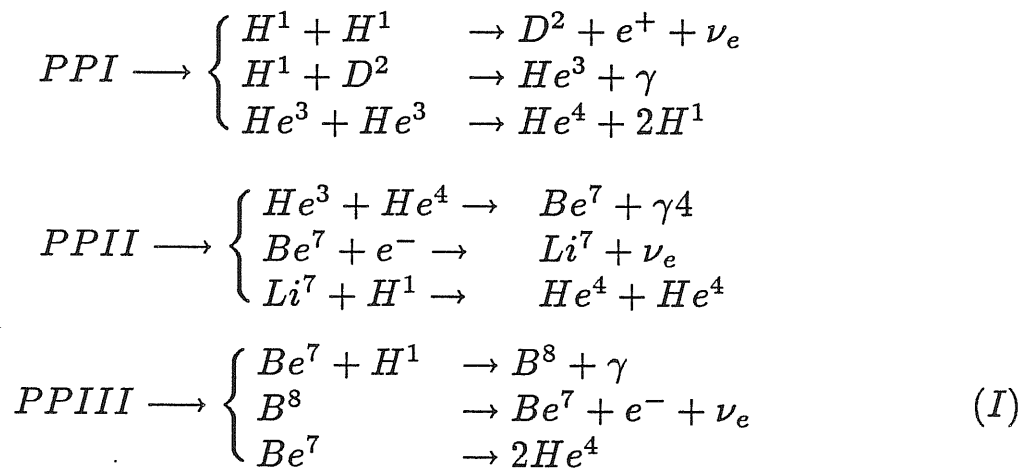 PPI ⟶ { H¹ + H¹ → D² + e⁺ + νₑ
H¹ + D² → He³ + γ
He³ + He³ → He⁴ + 2H¹
PPII ⟶ { He³ + He⁴ → Be⁷ + γ4
Be⁷ + e⁻ → Li⁷ + νₑ
Li⁷ + H¹ → He⁴ + He⁴
PPIII ⟶ { Be⁷ + H¹ → B⁸ + γ
B⁸ → Be⁷ + e⁻ + νₑ (I)
Be⁷ → 2He⁴